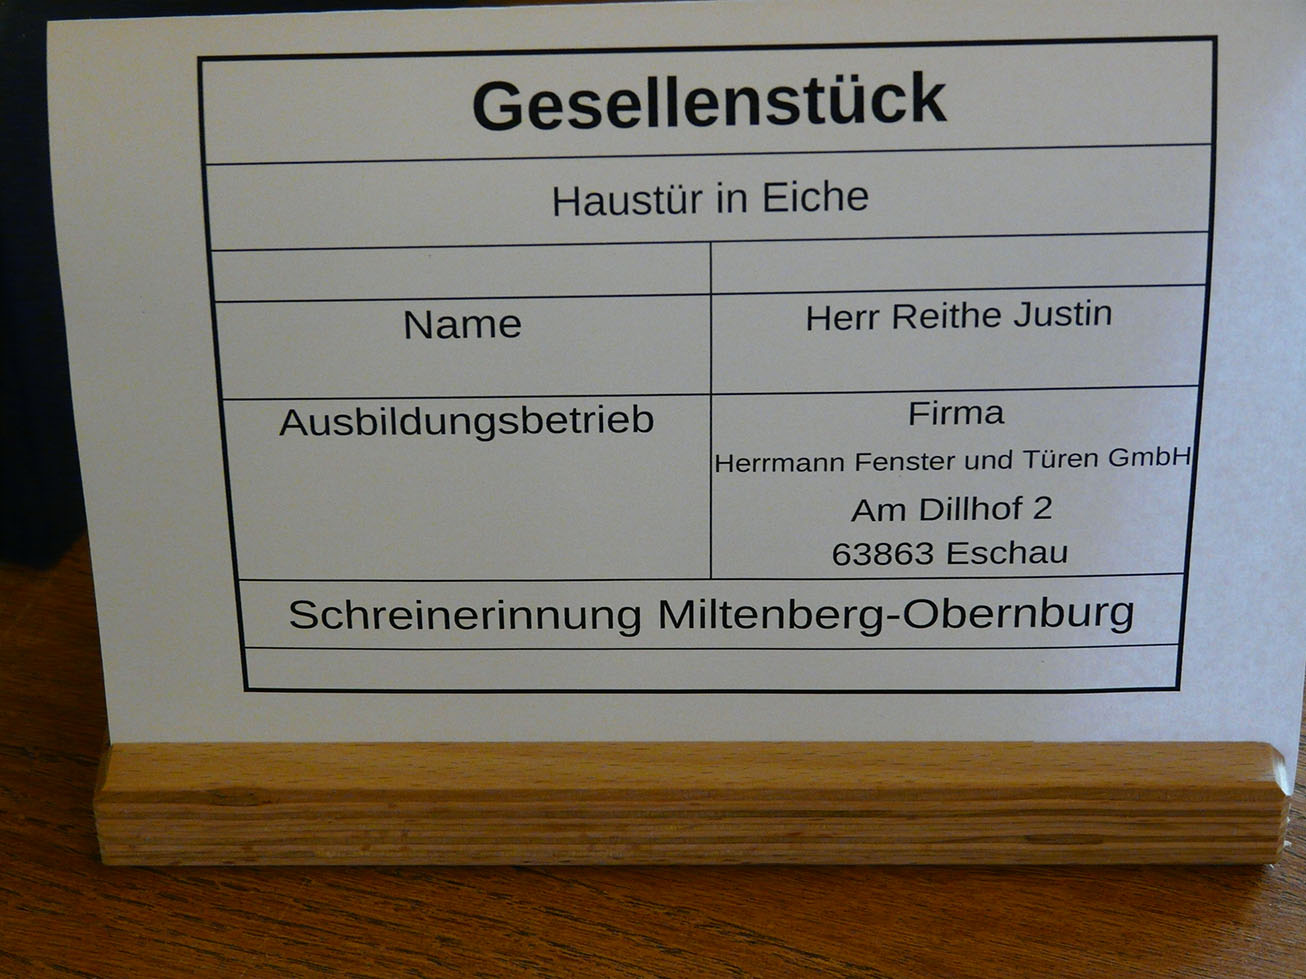 Gesellenstück
Haustür in Eiche
Name
Herr Reithe Justin
Ausbildungsbetrieb
Firma
Herrmann Fenster und Türen GmbH
Am Dillhof 2
63863 Eschau
Schreinerinnung Miltenberg-Obernburg